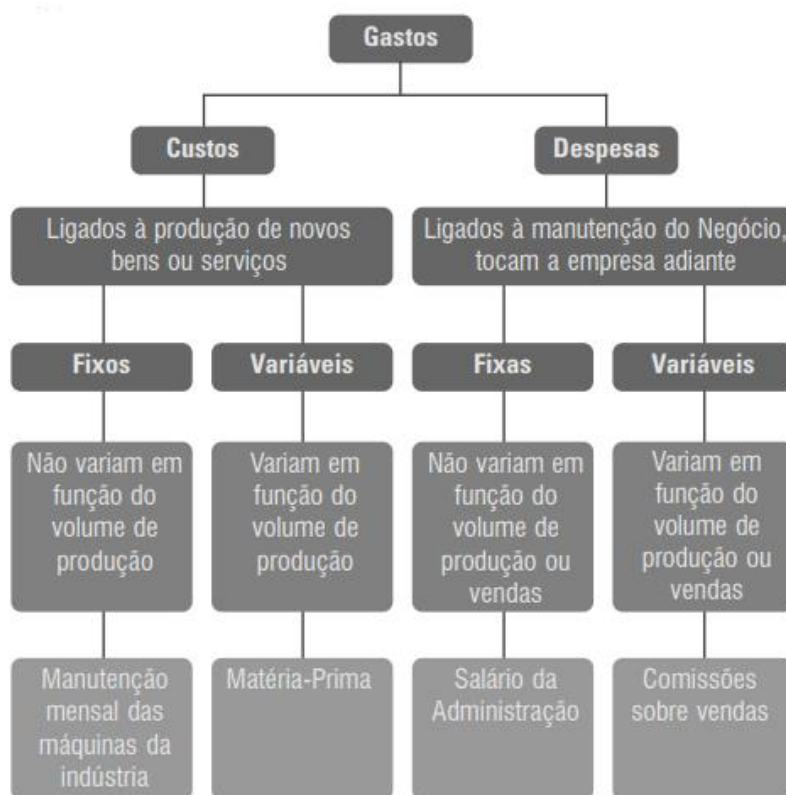 Gastos
Custos
Despesas
Ligados à produção de novos
bens ou serviços
Ligados à manutenção do Negócio,
tocam a empresa adiante
Fixos
Variáveis
Fixas
Variáveis
Não variam em
função do
volume de
produção
Variam em
função do
volume de
produção
Não variam em
função do
volume de
produção ou
vendas
Variam em
função do
volume de
produção ou
vendas
Manutenção
mensal das
máquinas da
indústria
Matéria-Prima
Salário da
Administração
Comissões
sobre vendas